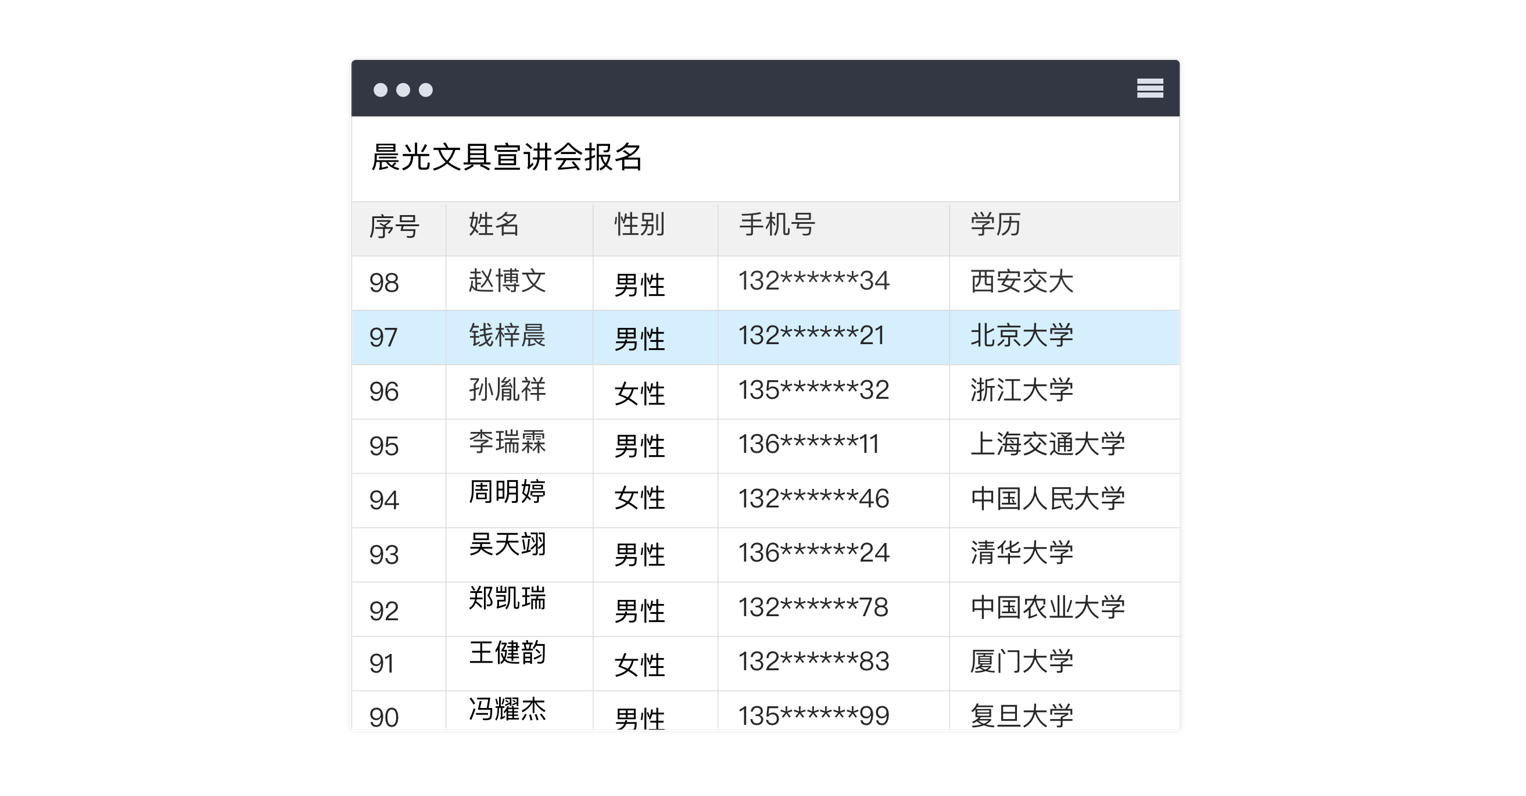 晨光文具宣讲会报名
序号 姓名 性别 手机号 学历
98 赵博文 男性 132******34 西安交大
97 钱梓晨 男性 132******21 北京大学
96 孙胤祥 女性 135******32 浙江大学
95 李瑞霖 男性 136******11 上海交通大学
94 周明婷 女性 132******46 中国人民大学
93 吴天翊 男性 136******24 清华大学
92 郑凯瑞 男性 132******78 中国农业大学
91 王健韵 女性 132******83 厦门大学
90 冯耀杰 男性 135******99 复旦大学